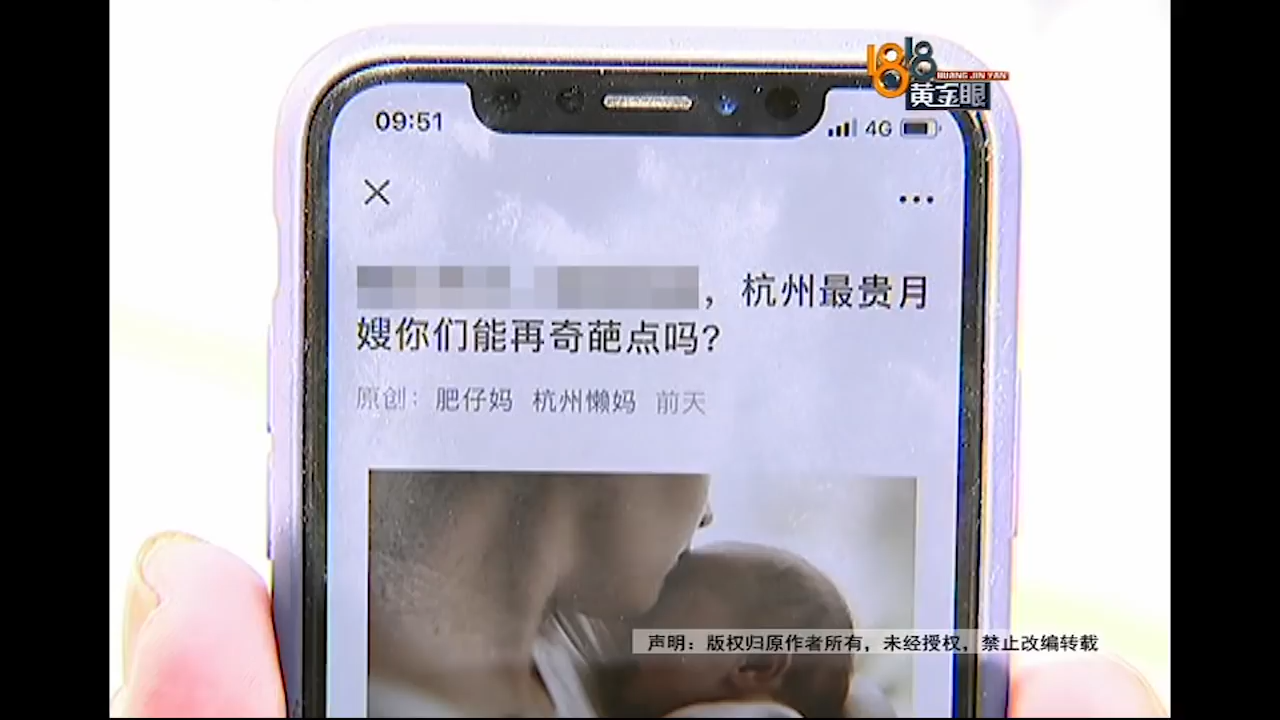 1818
HUANG JIN YAN
黄金眼
09:51
4G
，杭州最贵月
嫂你们能再奇葩点吗?
原创: 肥仔妈 杭州懒妈 前天
声明：版权归原作者所有，未经授权，禁止改编转载